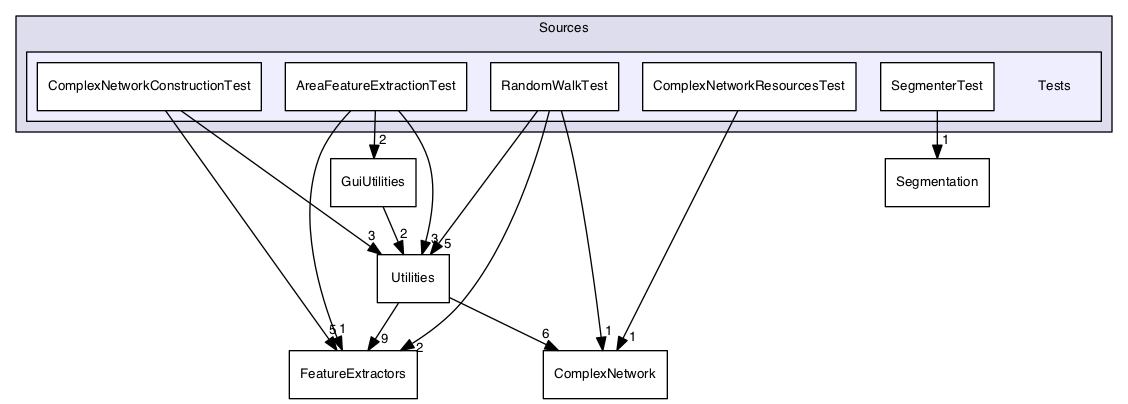 Sources
ComplexNetworkConstructionTest AreaFeatureExtractionTest RandomWalkTest ComplexNetworkResourcesTest SegmenterTest Tests
2 1
GuiUtilities Segmentation
3 2 3 5
Utilities
5 1 9 2 6 1 1
FeatureExtractors ComplexNetwork